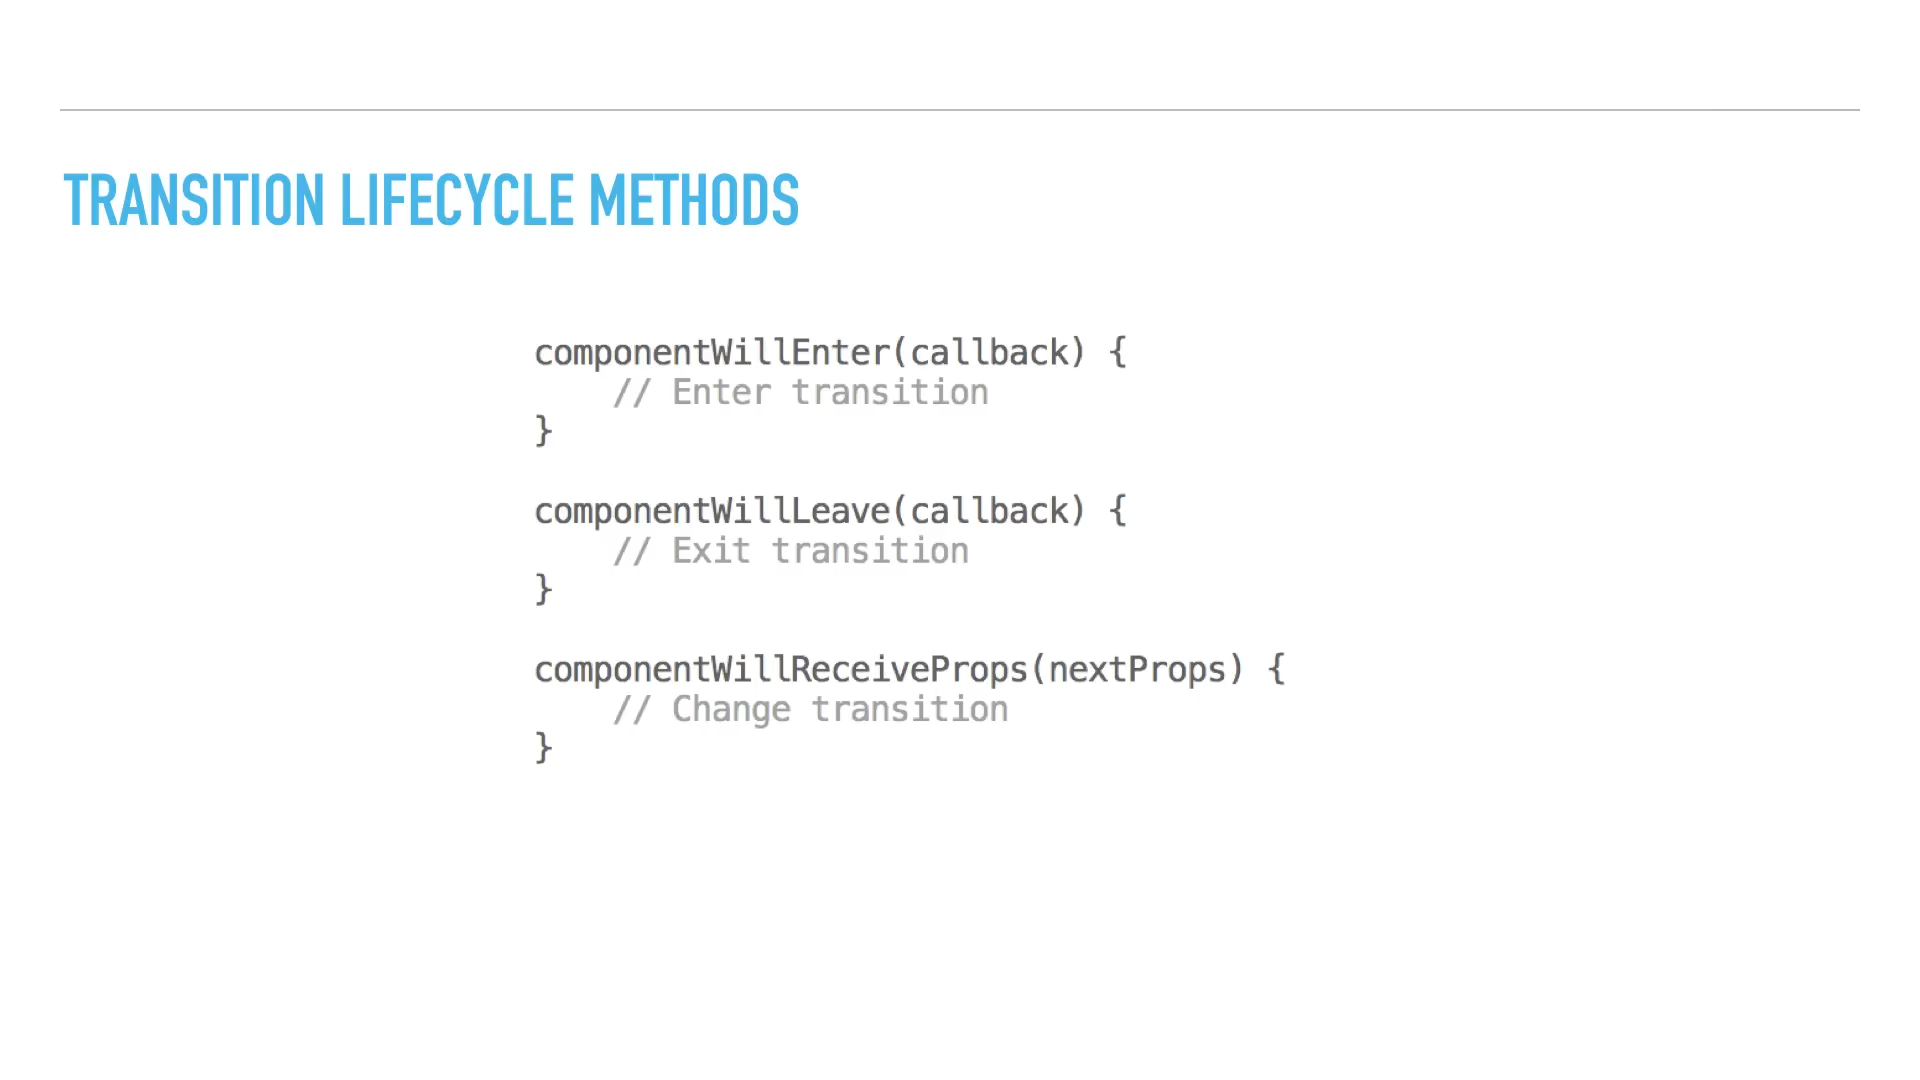 TRANSITION LIFECYCLE METHODS
componentWillEnter(callback) {
    // Enter transition
}
componentWillLeave(callback) {
    // Exit transition
}
componentWillReceiveProps(nextProps) {
    // Change transition
}